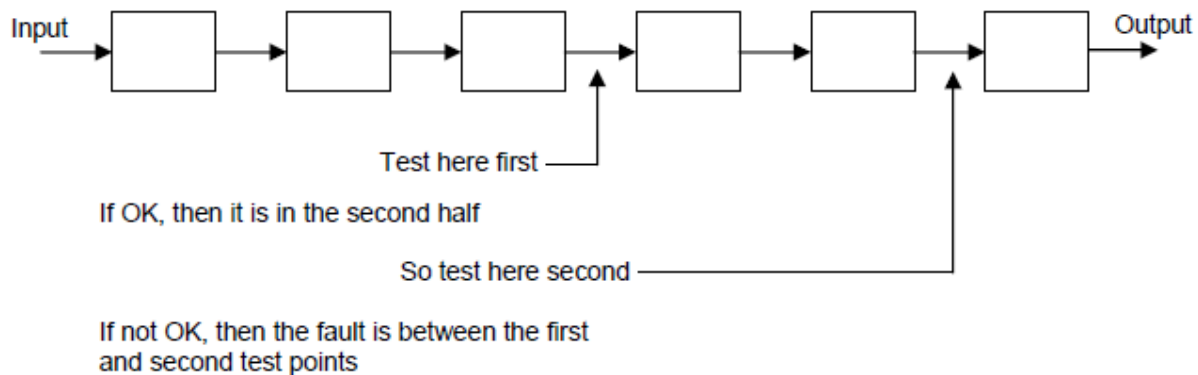 Input
Output
Test here first
If OK, then it is in the second half
So test here second
If not OK, then the fault is between the first
and second test points